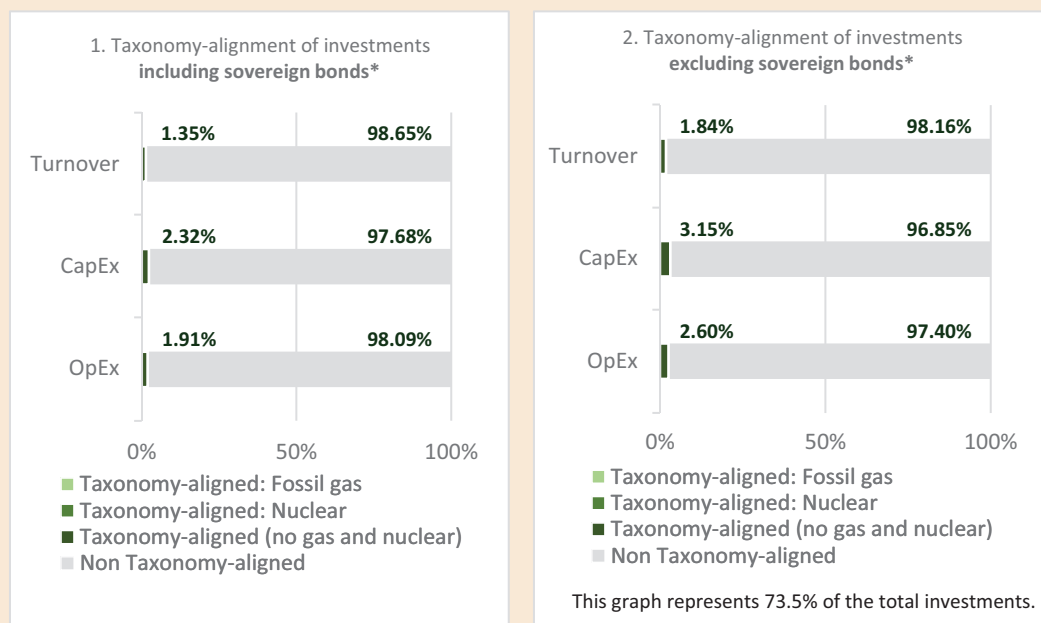 1. Taxonomy-alignment of investments
including sovereign bonds*
1.35% 98.65%
Turnover
2.32% 97.68%
CapEx
1.91% 98.09%
OpEx
0% 50% 100%
Taxonomy-aligned: Fossil gas
Taxonomy-aligned: Nuclear
Taxonomy-aligned (no gas and nuclear)
Non Taxonomy-aligned
2. Taxonomy-alignment of investments
excluding sovereign bonds*
1.84% 98.16%
Turnover
3.15% 96.85%
CapEx
2.60% 97.40%
OpEx
0% 50% 100%
Taxonomy-aligned: Fossil gas
Taxonomy-aligned: Nuclear
Taxonomy-aligned (no gas and nuclear)
Non Taxonomy-aligned
This graph represents 73.5% of the total investments.